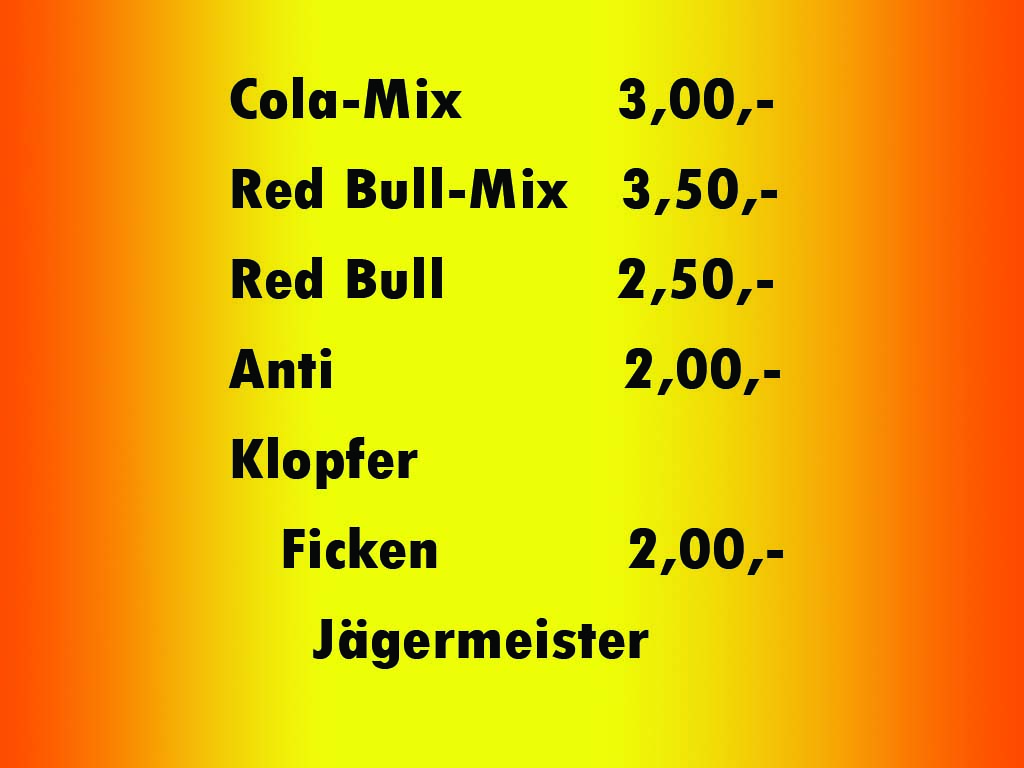 Cola-Mix 3,00,-
Red Bull-Mix 3,50,-
Red Bull 2,50,-
Anti 2,00,-
Klopfer
Ficken 2,00,-
Jägermeister